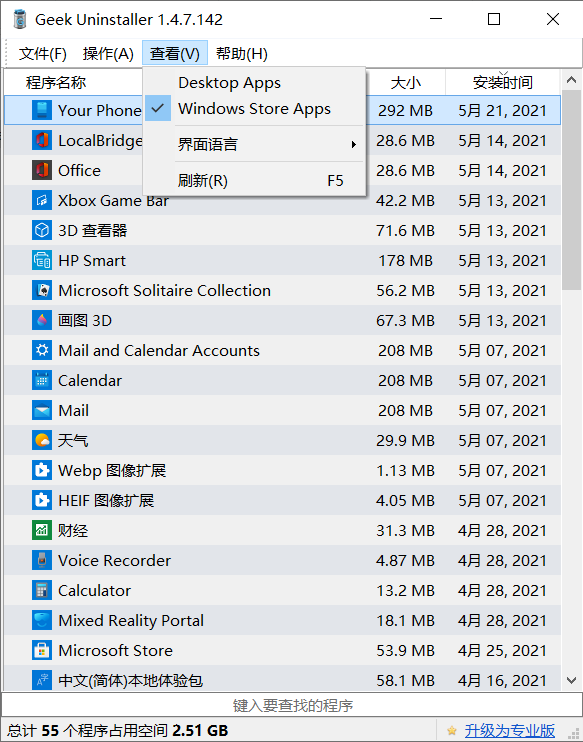 Geek Uninstaller 1.4.7.142
文件(F) 操作(A) 查看(V) 帮助(H)
Desktop Apps
Windows Store Apps
界面语言
刷新(R) F5
程序名称 大小 安装时间
Your Phone 292 MB 5月 21, 2021
LocalBridge 28.6 MB 5月 14, 2021
Office 28.6 MB 5月 14, 2021
Xbox Game Bar 42.2 MB 5月 13, 2021
3D 查看器 71.6 MB 5月 13, 2021
HP Smart 178 MB 5月 13, 2021
Microsoft Solitaire Collection 56.2 MB 5月 13, 2021
画图 3D 67.3 MB 5月 13, 2021
Mail and Calendar Accounts 208 MB 5月 07, 2021
Calendar 208 MB 5月 07, 2021
Mail 208 MB 5月 07, 2021
天气 29.9 MB 5月 07, 2021
Webp 图像扩展 1.13 MB 5月 07, 2021
HEIF 图像扩展 4.05 MB 5月 07, 2021
财经 31.3 MB 4月 28, 2021
Voice Recorder 4.87 MB 4月 28, 2021
Calculator 13.2 MB 4月 28, 2021
Mixed Reality Portal 18.1 MB 4月 28, 2021
Microsoft Store 53.9 MB 4月 25, 2021
中文(简体)本地体验包 58.1 MB 4月 16, 2021
键入要查找的程序
总计 55 个程序占用空间 2.51 GB 升级为专业版